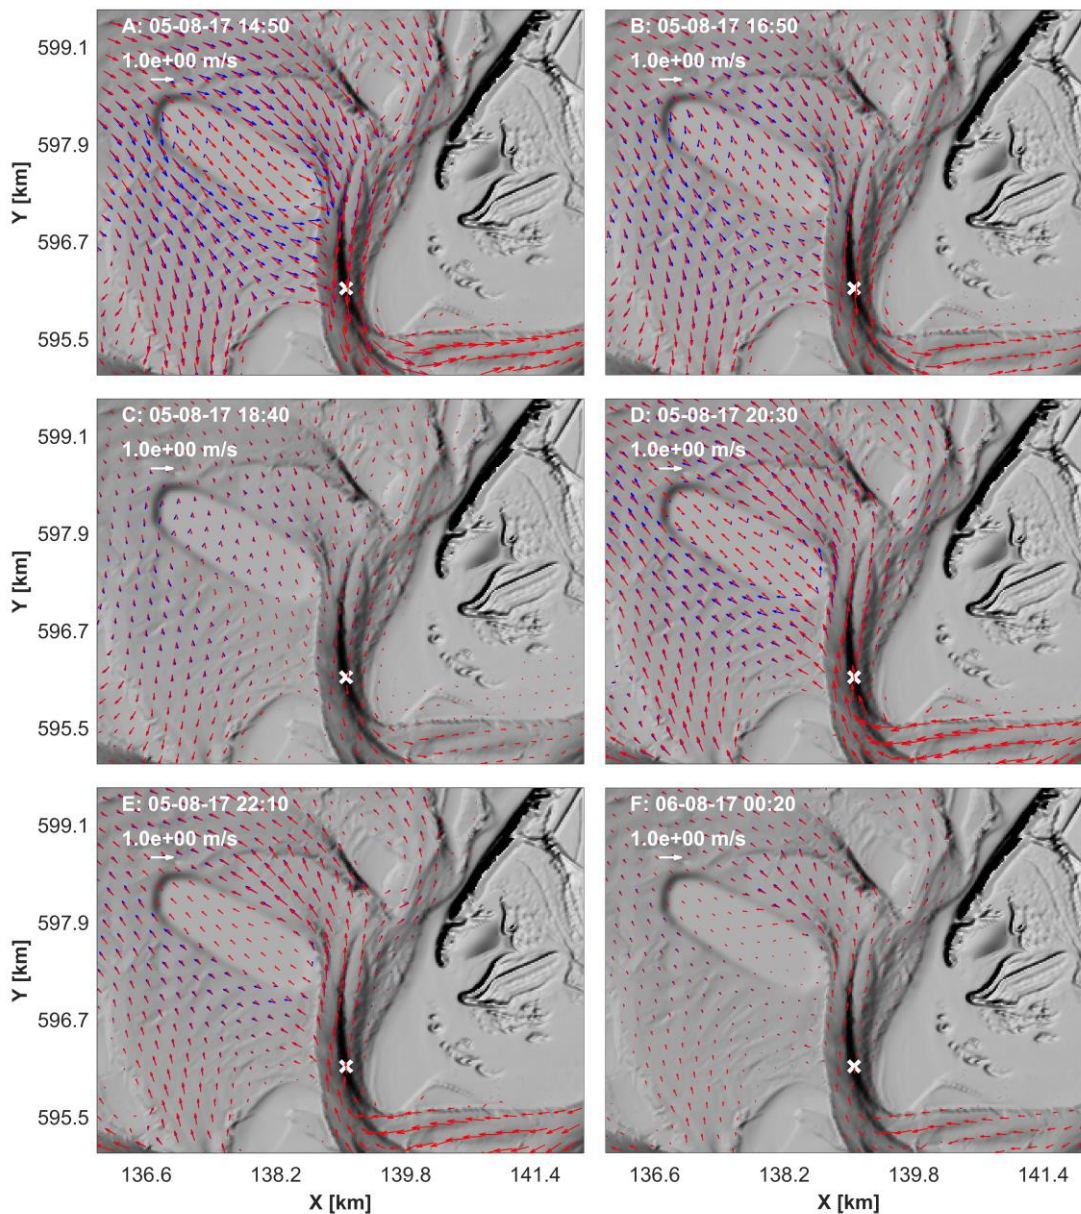 A: 05-08-17 14:50
1.0e+00 m/s
B: 05-08-17 16:50
1.0e+00 m/s
599.1
597.9
596.7
595.5
Y [km]
C: 05-08-17 18:40
1.0e+00 m/s
D: 05-08-17 20:30
1.0e+00 m/s
599.1
597.9
596.7
595.5
Y [km]
E: 05-08-17 22:10
1.0e+00 m/s
F: 06-08-17 00:20
1.0e+00 m/s
599.1
597.9
596.7
595.5
Y [km]
136.6 138.2 139.8 141.4
136.6 138.2 139.8 141.4
X [km]
X [km]